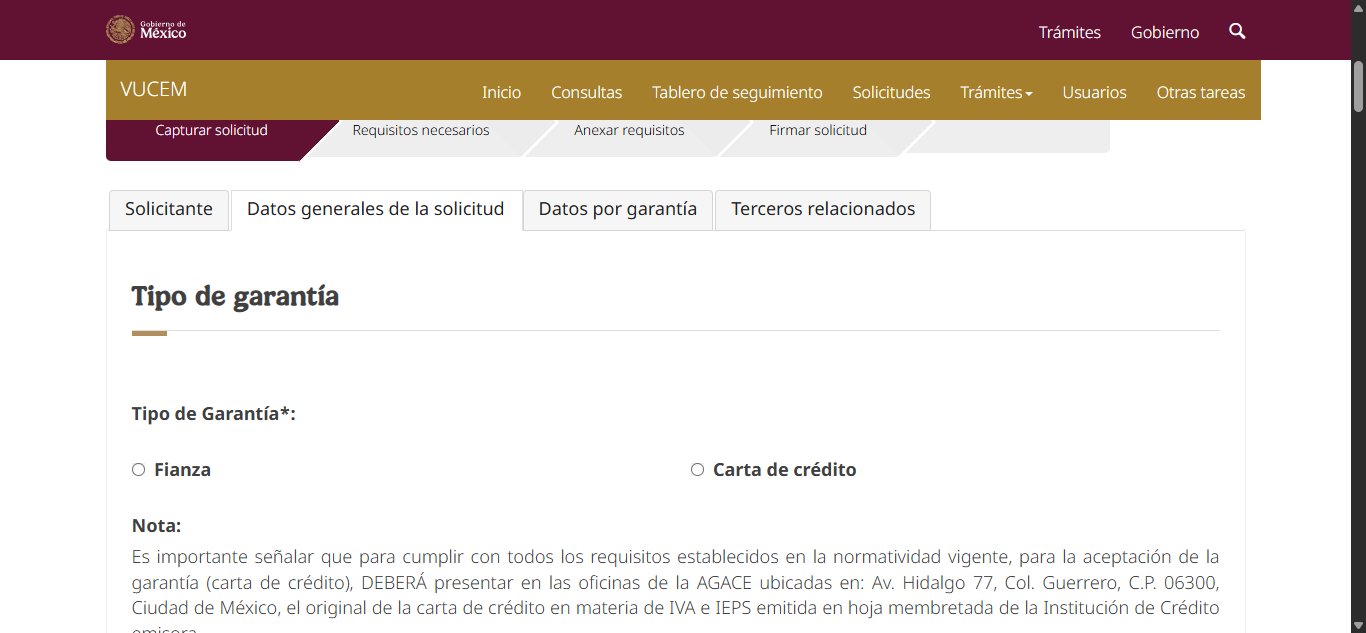 Gobierno de
México
Trámites
Gobierno
VUCEM
Inicio
Consultas
Tablero de seguimiento
Solicitudes
Trámites
Usuarios
Otras tareas
Capturar solicitud
Requisitos necesarios
Anexar requisitos
Firmar solicitud
Solicitante
Datos generales de la solicitud
Datos por garantía
Terceros relacionados
Tipo de garantía
Tipo de Garantía*:
Fianza
Carta de crédito
Nota:
Es importante señalar que para cumplir con todos los requisitos establecidos en la normatividad vigente, para la aceptación de la
garantía (carta de crédito), DEBERÁ presentar en las oficinas de la AGACE ubicadas en: Av. Hidalgo 77, Col. Guerrero, C.P. 06300,
Ciudad de México, el original de la carta de crédito en materia de IVA e IEPS emitida en hoja membretada de la Institución de Crédito
emisora